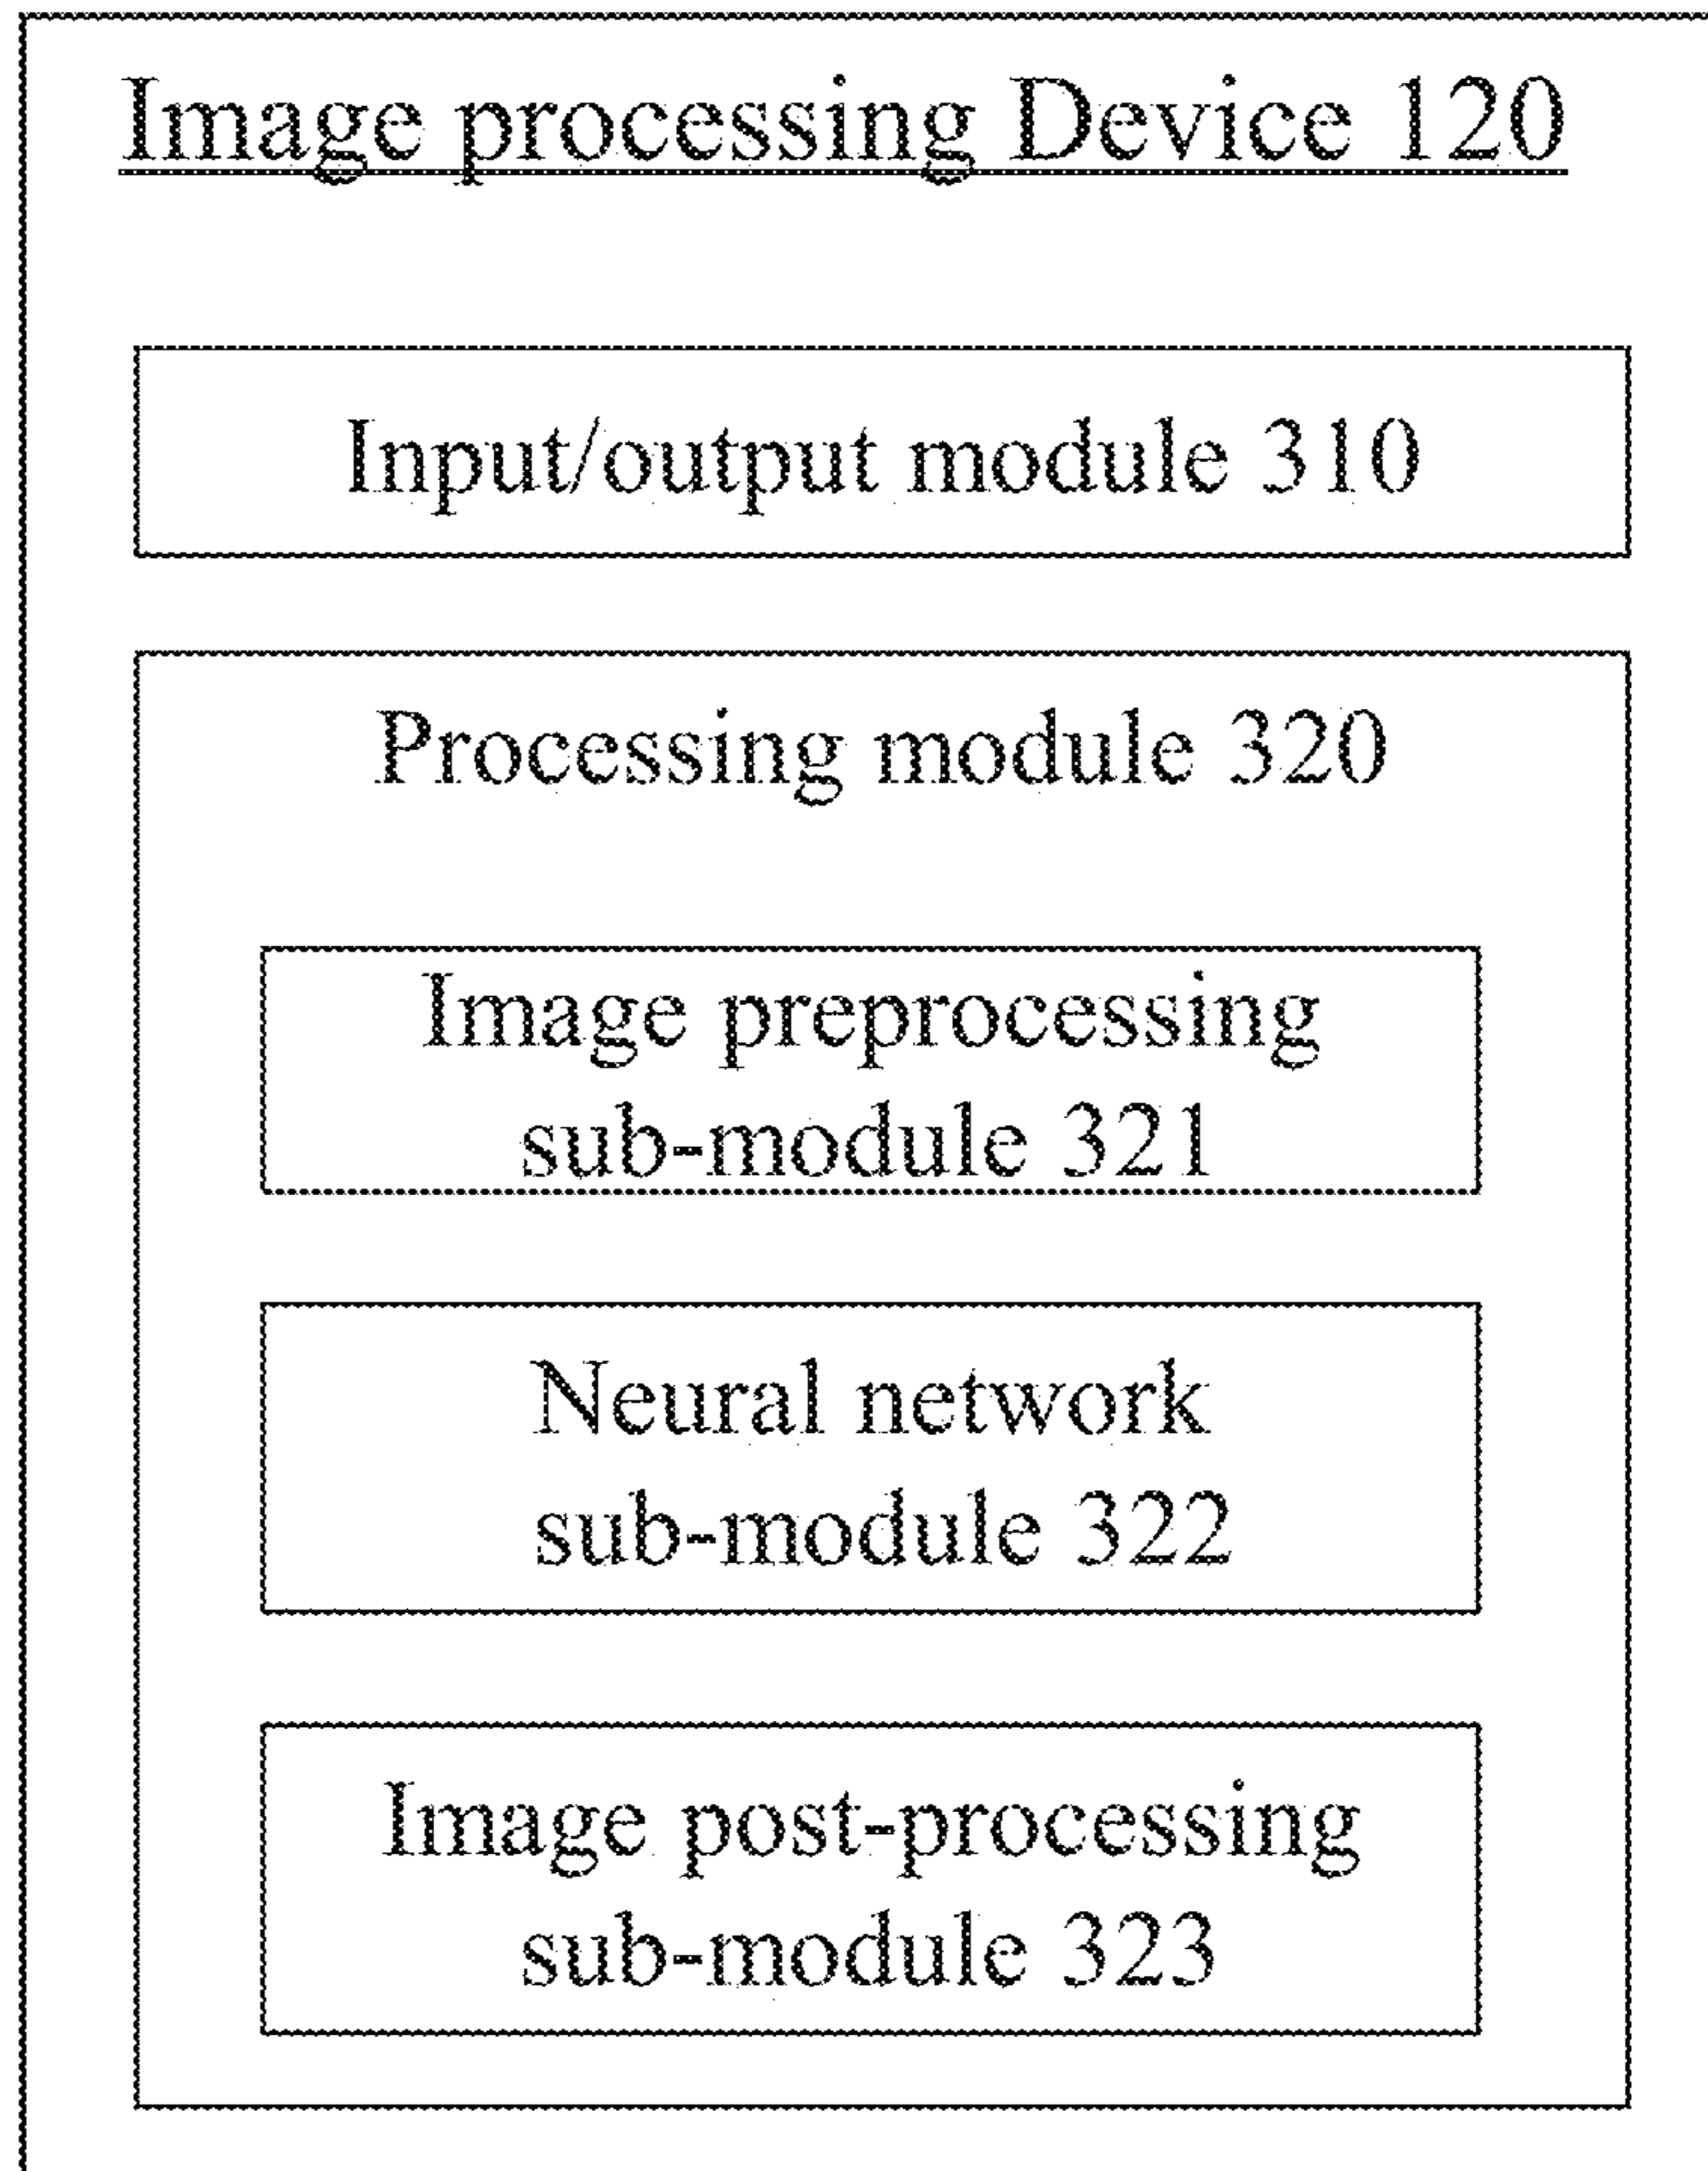 Image processing Device 120
Input/output module 310
Processing module 320
Image preprocessing
sub-module 321
Neural network
sub-module 322
Image post-processing
sub-module 323